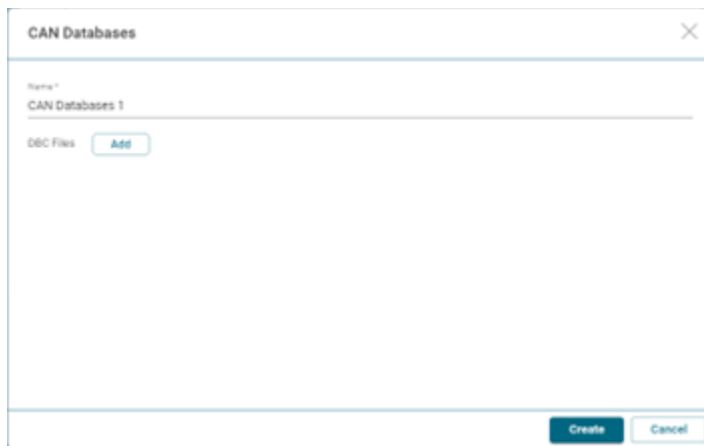 CAN Databases
Name *
CAN Databases 1
DBC Files Add
Create Cancel